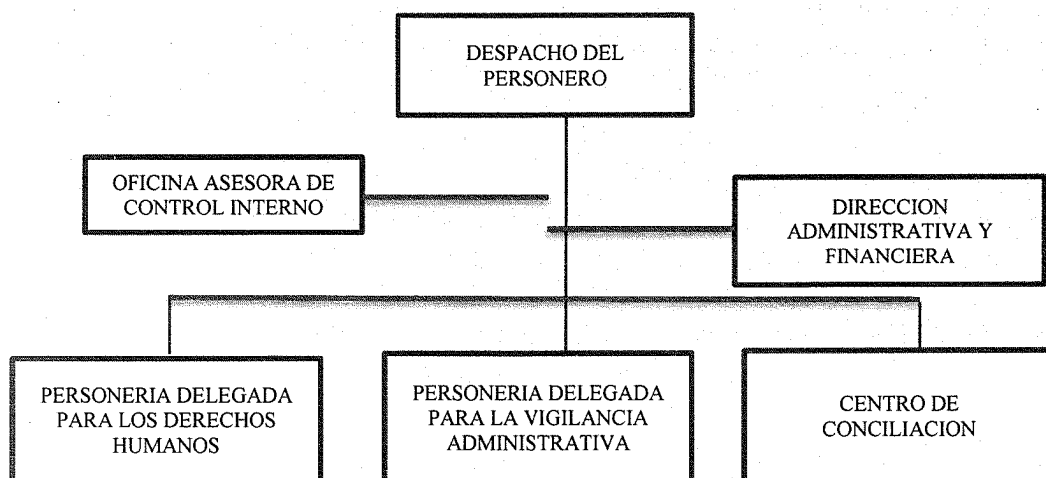 DESPACHO DEL
PERSONERO
OFICINA ASESORA DE
CONTROL INTERNO
DIRECCION
ADMINISTRATIVA Y
FINANCIERA
PERSONERIA DELEGADA
PARA LOS DERECHOS
HUMANOS
PERSONERIA DELEGADA
PARA LA VIGILANCIA
ADMINISTRATIVA
CENTRO DE
CONCILIACION